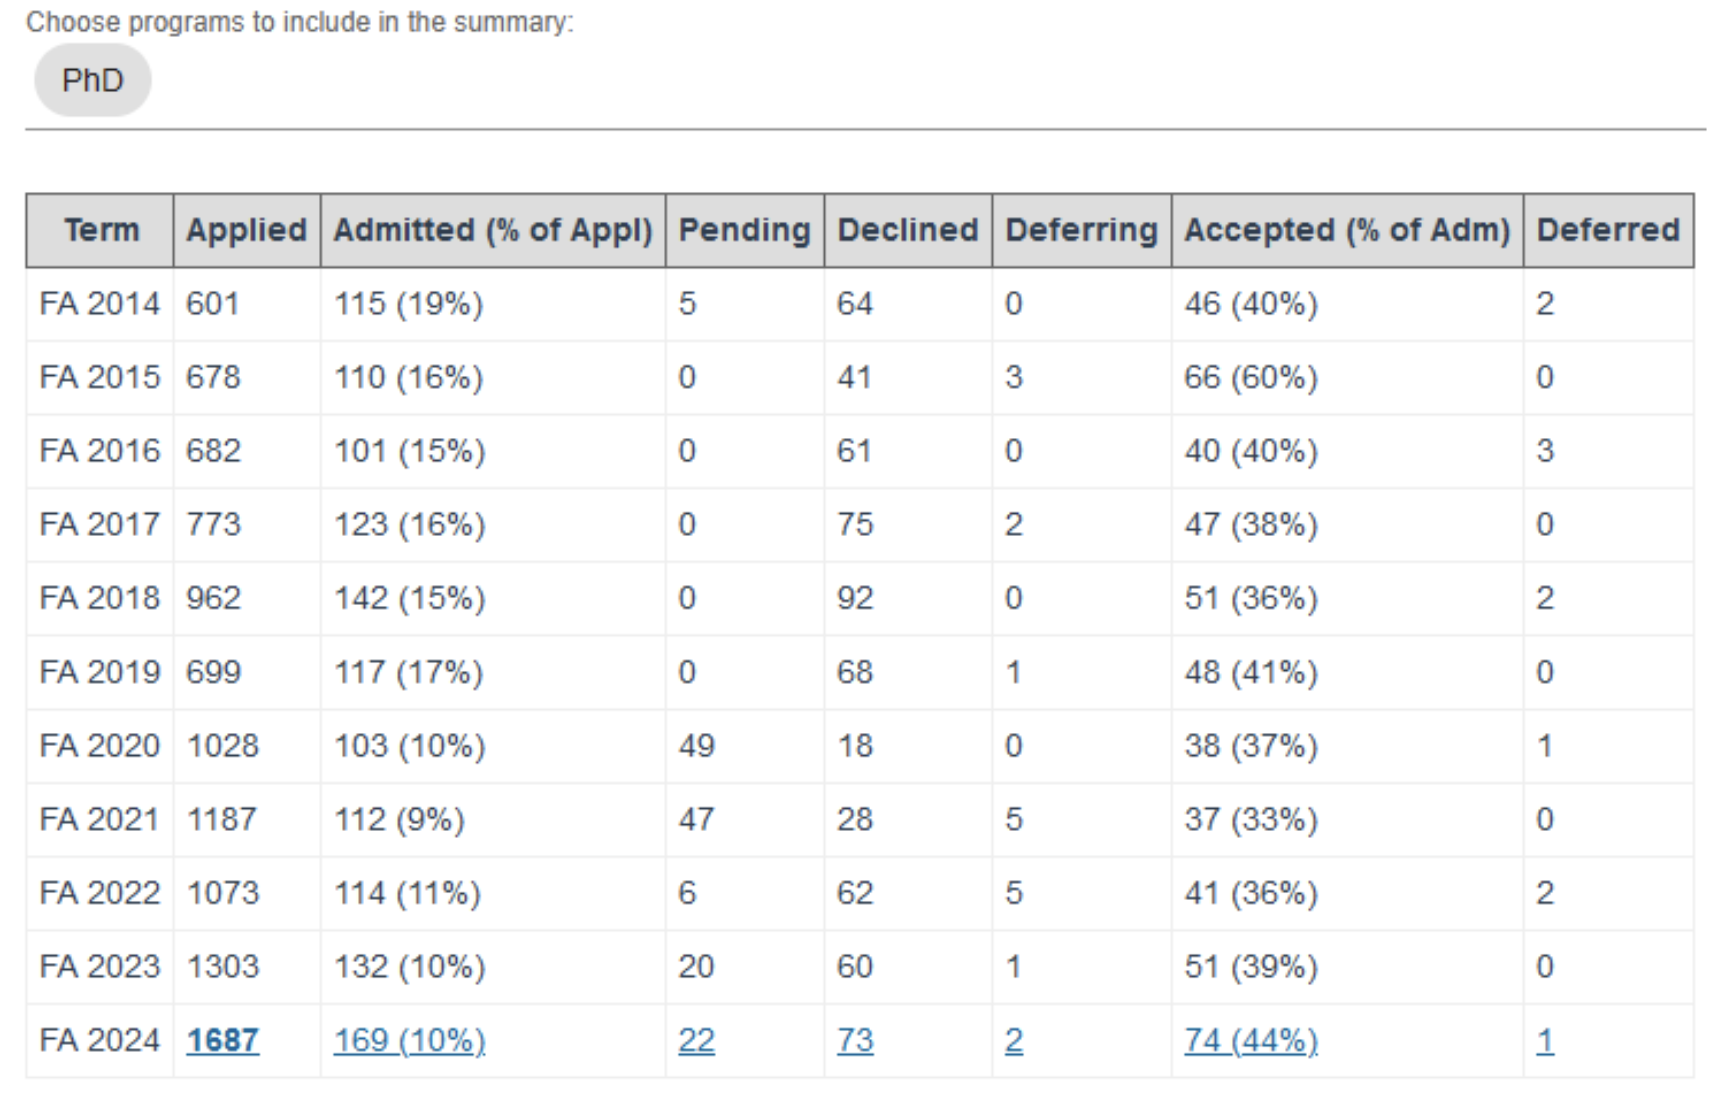 Choose programs to include in the summary:
PhD
Term Applied Admitted (% of Appl) Pending Declined Deferring Accepted (% of Adm) Deferred
FA 2014 601 115 (19%) 5 64 0 46 (40%) 2
FA 2015 678 110 (16%) 0 41 3 66 (60%) 0
FA 2016 682 101 (15%) 0 61 0 40 (40%) 3
FA 2017 773 123 (16%) 0 75 2 47 (38%) 0
FA 2018 962 142 (15%) 0 92 0 51 (36%) 2
FA 2019 699 117 (17%) 0 68 1 48 (41%) 0
FA 2020 1028 103 (10%) 49 18 0 38 (37%) 1
FA 2021 1187 112 (9%) 47 28 5 37 (33%) 0
FA 2022 1073 114 (11%) 6 62 5 41 (36%) 2
FA 2023 1303 132 (10%) 20 60 1 51 (39%) 0
FA 2024 1687 169 (10%) 22 73 2 74 (44%) 1